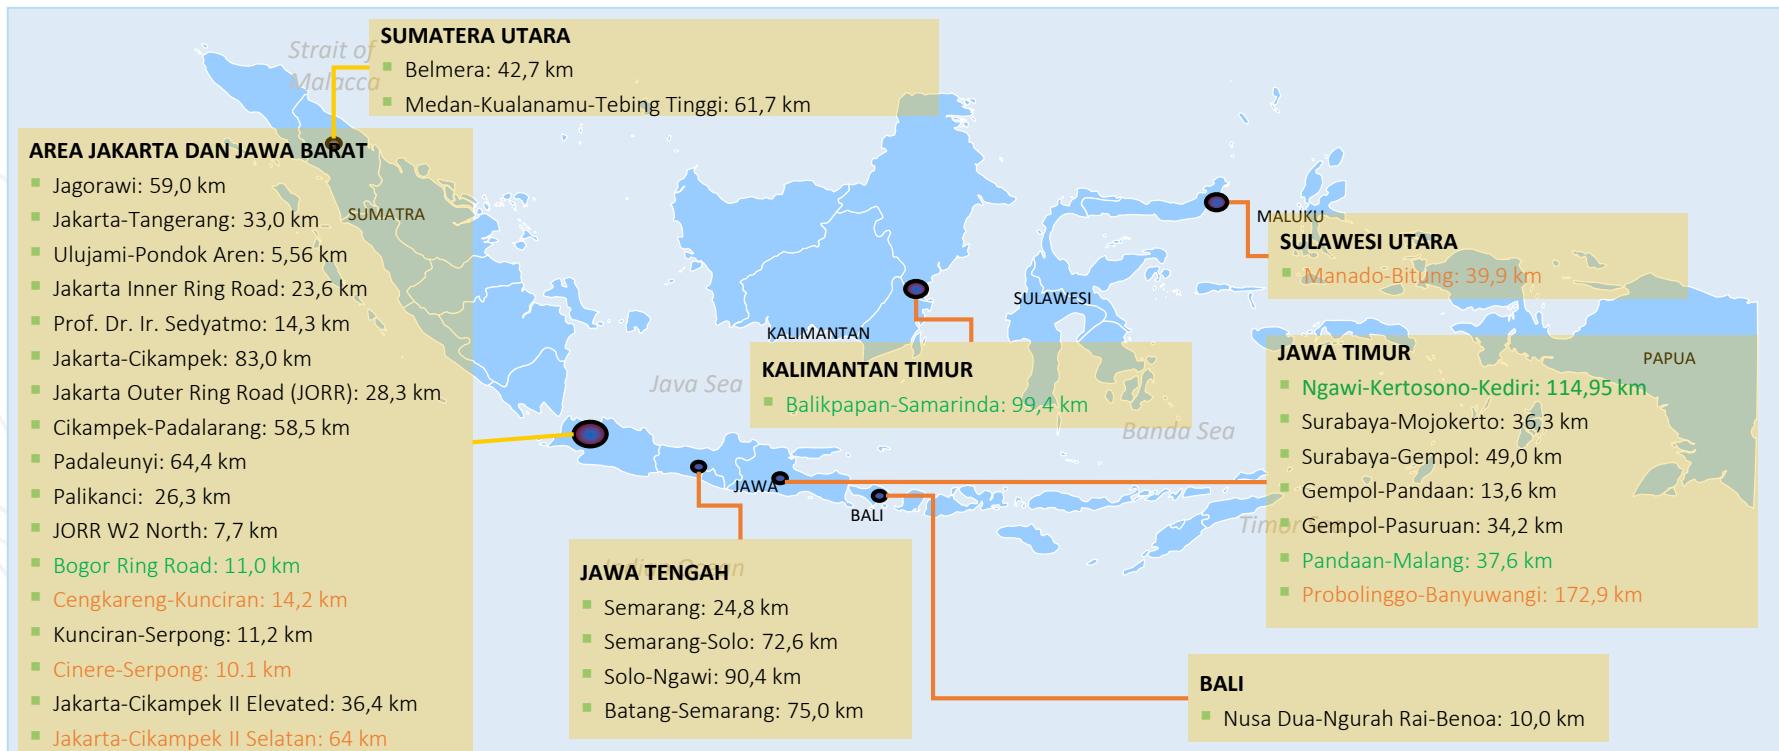 Strait of
Malacca
SUMATERA UTARA
Belmera: 42,7 km
Medan-Kualanamu-Tebing Tinggi: 61,7 km
AREA JAKARTA DAN JAWA BARAT
Jagorawi: 59,0 km
Jakarta-Tangerang: 33,0 km
Ulujami-Pondok Aren: 5,56 km
Jakarta Inner Ring Road: 23,6 km
Prof. Dr. Ir. Sedyatmo: 14,3 km
Jakarta-Cikampek: 83,0 km
Jakarta Outer Ring Road (JORR): 28,3 km
Cikampek-Padalarang: 58,5 km
Padaleunyi: 64,4 km
Palikanci: 26,3 km
JORR W2 North: 7,7 km
Bogor Ring Road: 11,0 km
Cengkareng-Kunciran: 14,2 km
Kunciran-Serpong: 11,2 km
Cinere-Serpong: 10.1 km
Jakarta-Cikampek II Elevated: 36,4 km
Jakarta-Cikampek II Selatan: 64 km
SUMATRA
KALIMANTAN
SULAWESI
MALUKU
PAPUA
Java Sea
Banda Sea
JAWA
BALI
Timor Sea
Indian Ocean
SULAWESI UTARA
Manado-Bitung: 39,9 km
KALIMANTAN TIMUR
Balikpapan-Samarinda: 99,4 km
JAWA TIMUR
Ngawi-Kertosono-Kediri: 114,95 km
Surabaya-Mojokerto: 36,3 km
Surabaya-Gempol: 49,0 km
Gempol-Pandaan: 13,6 km
Gempol-Pasuruan: 34,2 km
Pandaan-Malang: 37,6 km
Probolinggo-Banyuwangi: 172,9 km
JAWA TENGAH
Semarang: 24,8 km
Semarang-Solo: 72,6 km
Solo-Ngawi: 90,4 km
Batang-Semarang: 75,0 km
BALI
Nusa Dua-Ngurah Rai-Benoa: 10,0 km